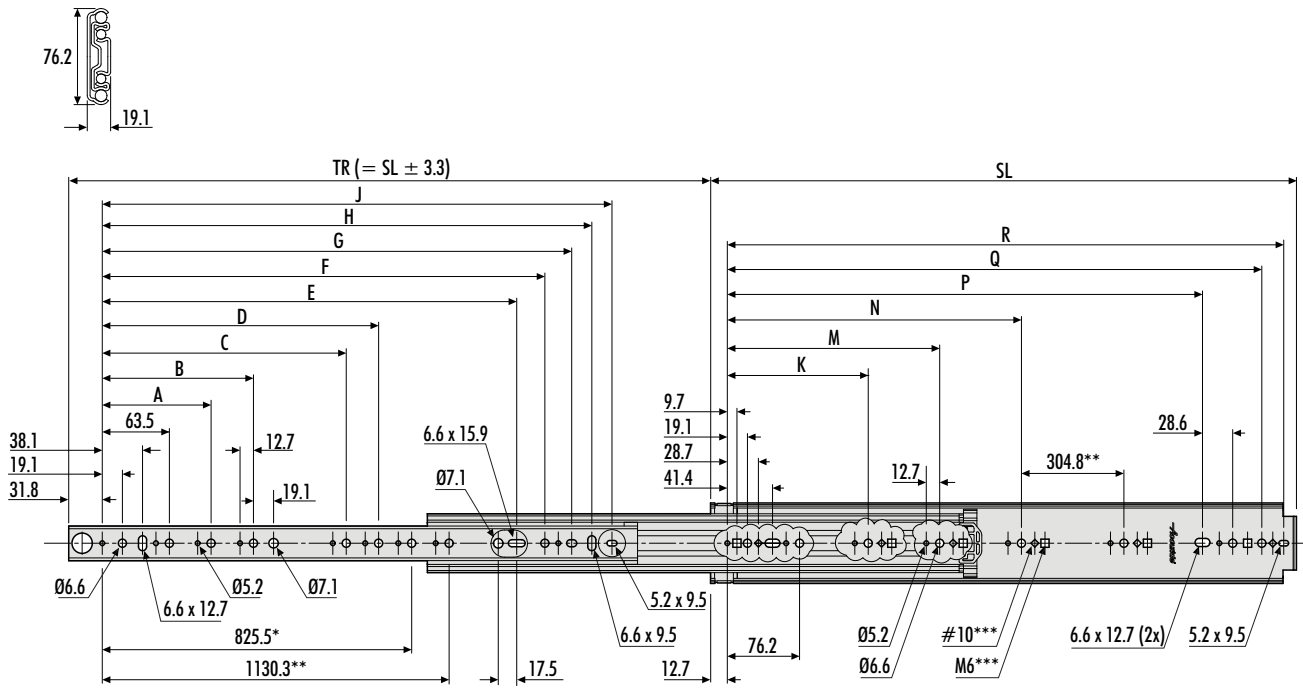 76.2
19.1
TR (= SL ± 3.3)
SL
J
H
R
G
Q
F
P
E
N
D
M
C
K
B
9.7
A
19.1
28.6
63.5
6.6 x 15.9
38.1
12.7
28.7
304.8**
19.1
Ø7.1
12.7
31.8
19.1
41.4
Ø6.6
Ø5.2
Ø7.1
5.2 x 9.5
6.6 x 12.7
6.6 x 9.5
Ø5.2
#10***
6.6 x 12.7 (2x)
5.2 x 9.5
825.5*
76.2
Ø6.6
M6***
1130.3**
17.5
12.7